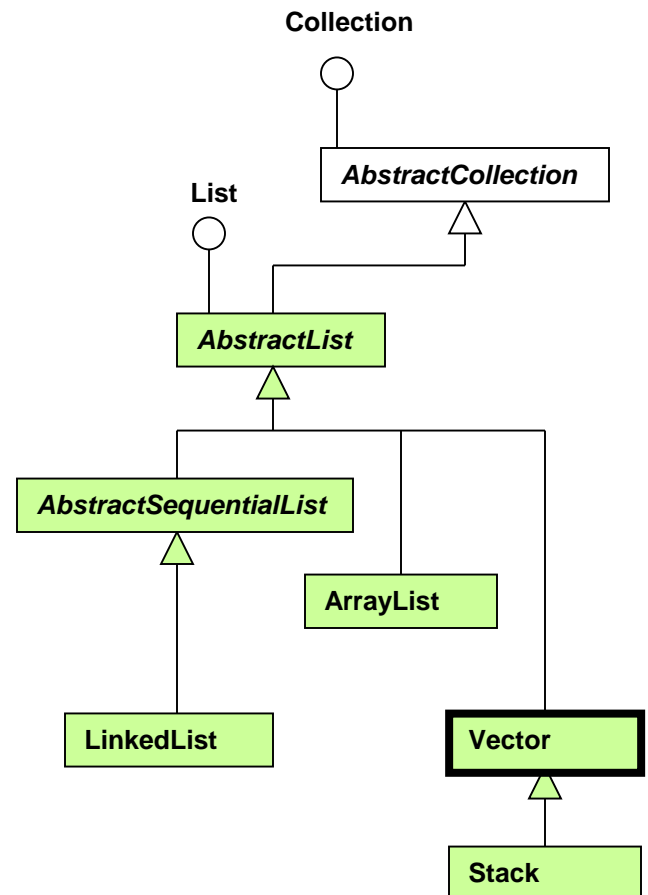 Collection
AbstractCollection
List
AbstractList
AbstractSequentialList
ArrayList
LinkedList
Vector
Stack